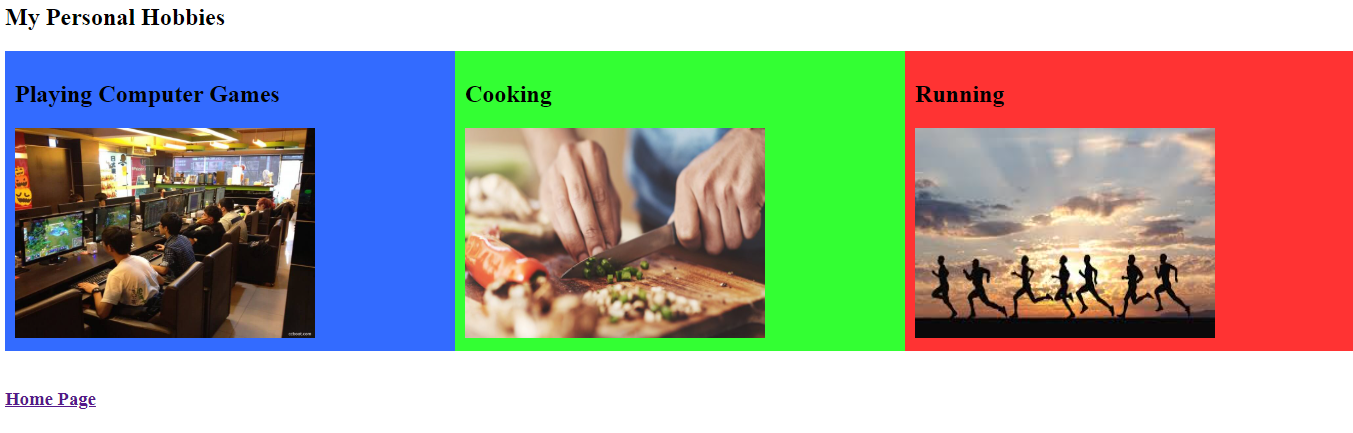 My Personal Hobbies
Playing Computer Games
Cooking
Running
Home Page